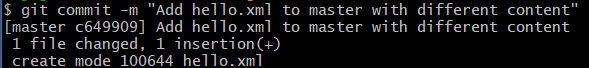 $ git commit -m "Add hello.xml to master with different content"
[master c649909] Add hello.xml to master with different content
 1 file changed, 1 insertion(+)
 create mode 100644 hello.xml